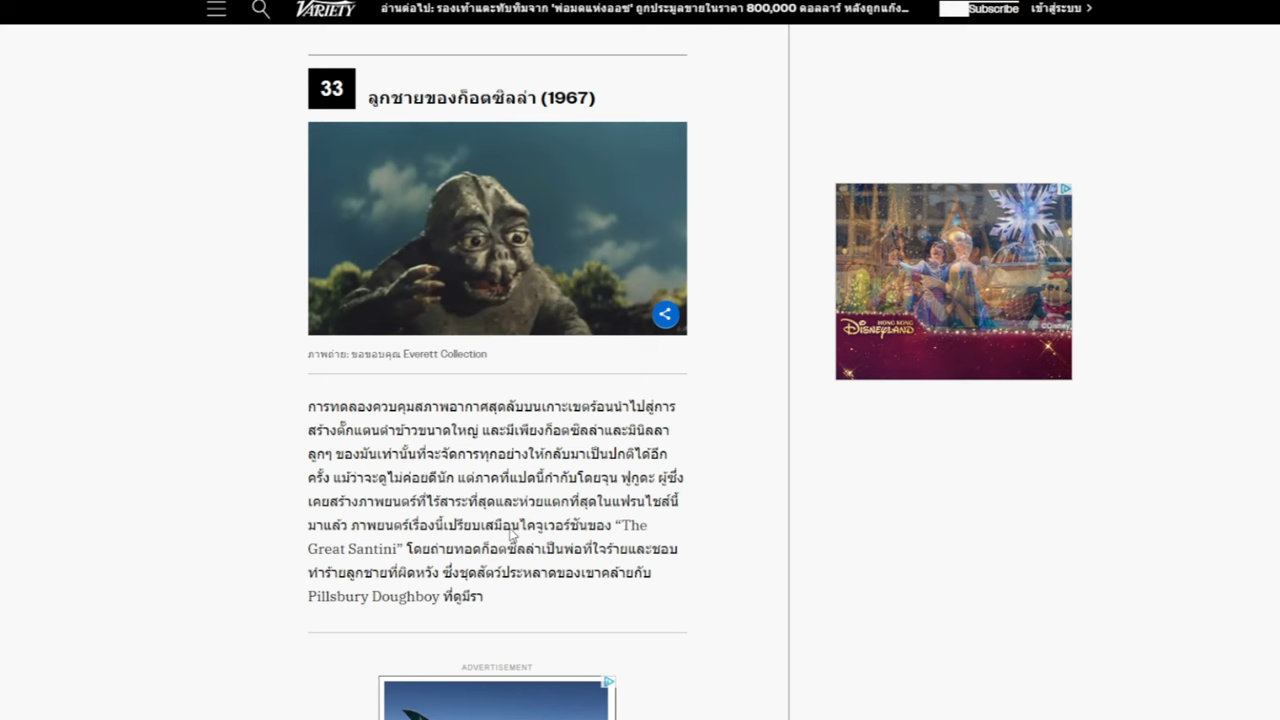 VARIETY
อ่านต่อไป: รองเท้าแตะทับทิมจาก 'พ่อมดแห่งออซ' ถูกประมูลขายในราคา 800,000 ดอลลาร์ หลังถูกแก๊ง...
Subscribe
เข้าสู่ระบบ
33
ลูกชายของก็อตซิลล่า (1967)
ภาพถ่าย: ขอขอบคุณ Everett Collection
HONG KONG
DISNEYLAND
©Disney
การทดลองควบคุมสภาพอากาศสุดลับบนเกาะเขตร้อนนำไปสู่การ
สร้างตั๊กแตนตำข้าวขนาดใหญ่ และมีเพียงก็อตซิลล่าและมินิลลา
ลูกๆ ของมันเท่านั้นที่จะจัดการทุกอย่างให้กลับมาเป็นปกติได้อีก
ครั้ง แม้ว่าจะดูไม่ค่อยดีนัก แต่ภาคที่แปดนี้กำกับโดยจุน ฟูกูดะ ผู้ซึ่ง
เคยสร้างภาพยนตร์ที่ไร้สาระที่สุดและห่วยแตกที่สุดในแฟรนไชส์นี้
มาแล้ว ภาพยนตร์เรื่องนี้เปรียบเสมือนไคจูเวอร์ชันของ “The
Great Santini” โดยถ่ายทอดก็อตซิลล่าเป็นพ่อที่ใจร้ายและชอบ
ทำร้ายลูกชายที่ผิดหวัง ซึ่งชุดสัตว์ประหลาดของเขาคล้ายกับ
Pillsbury Doughboy ที่ดูมีรา
ADVERTISEMENT